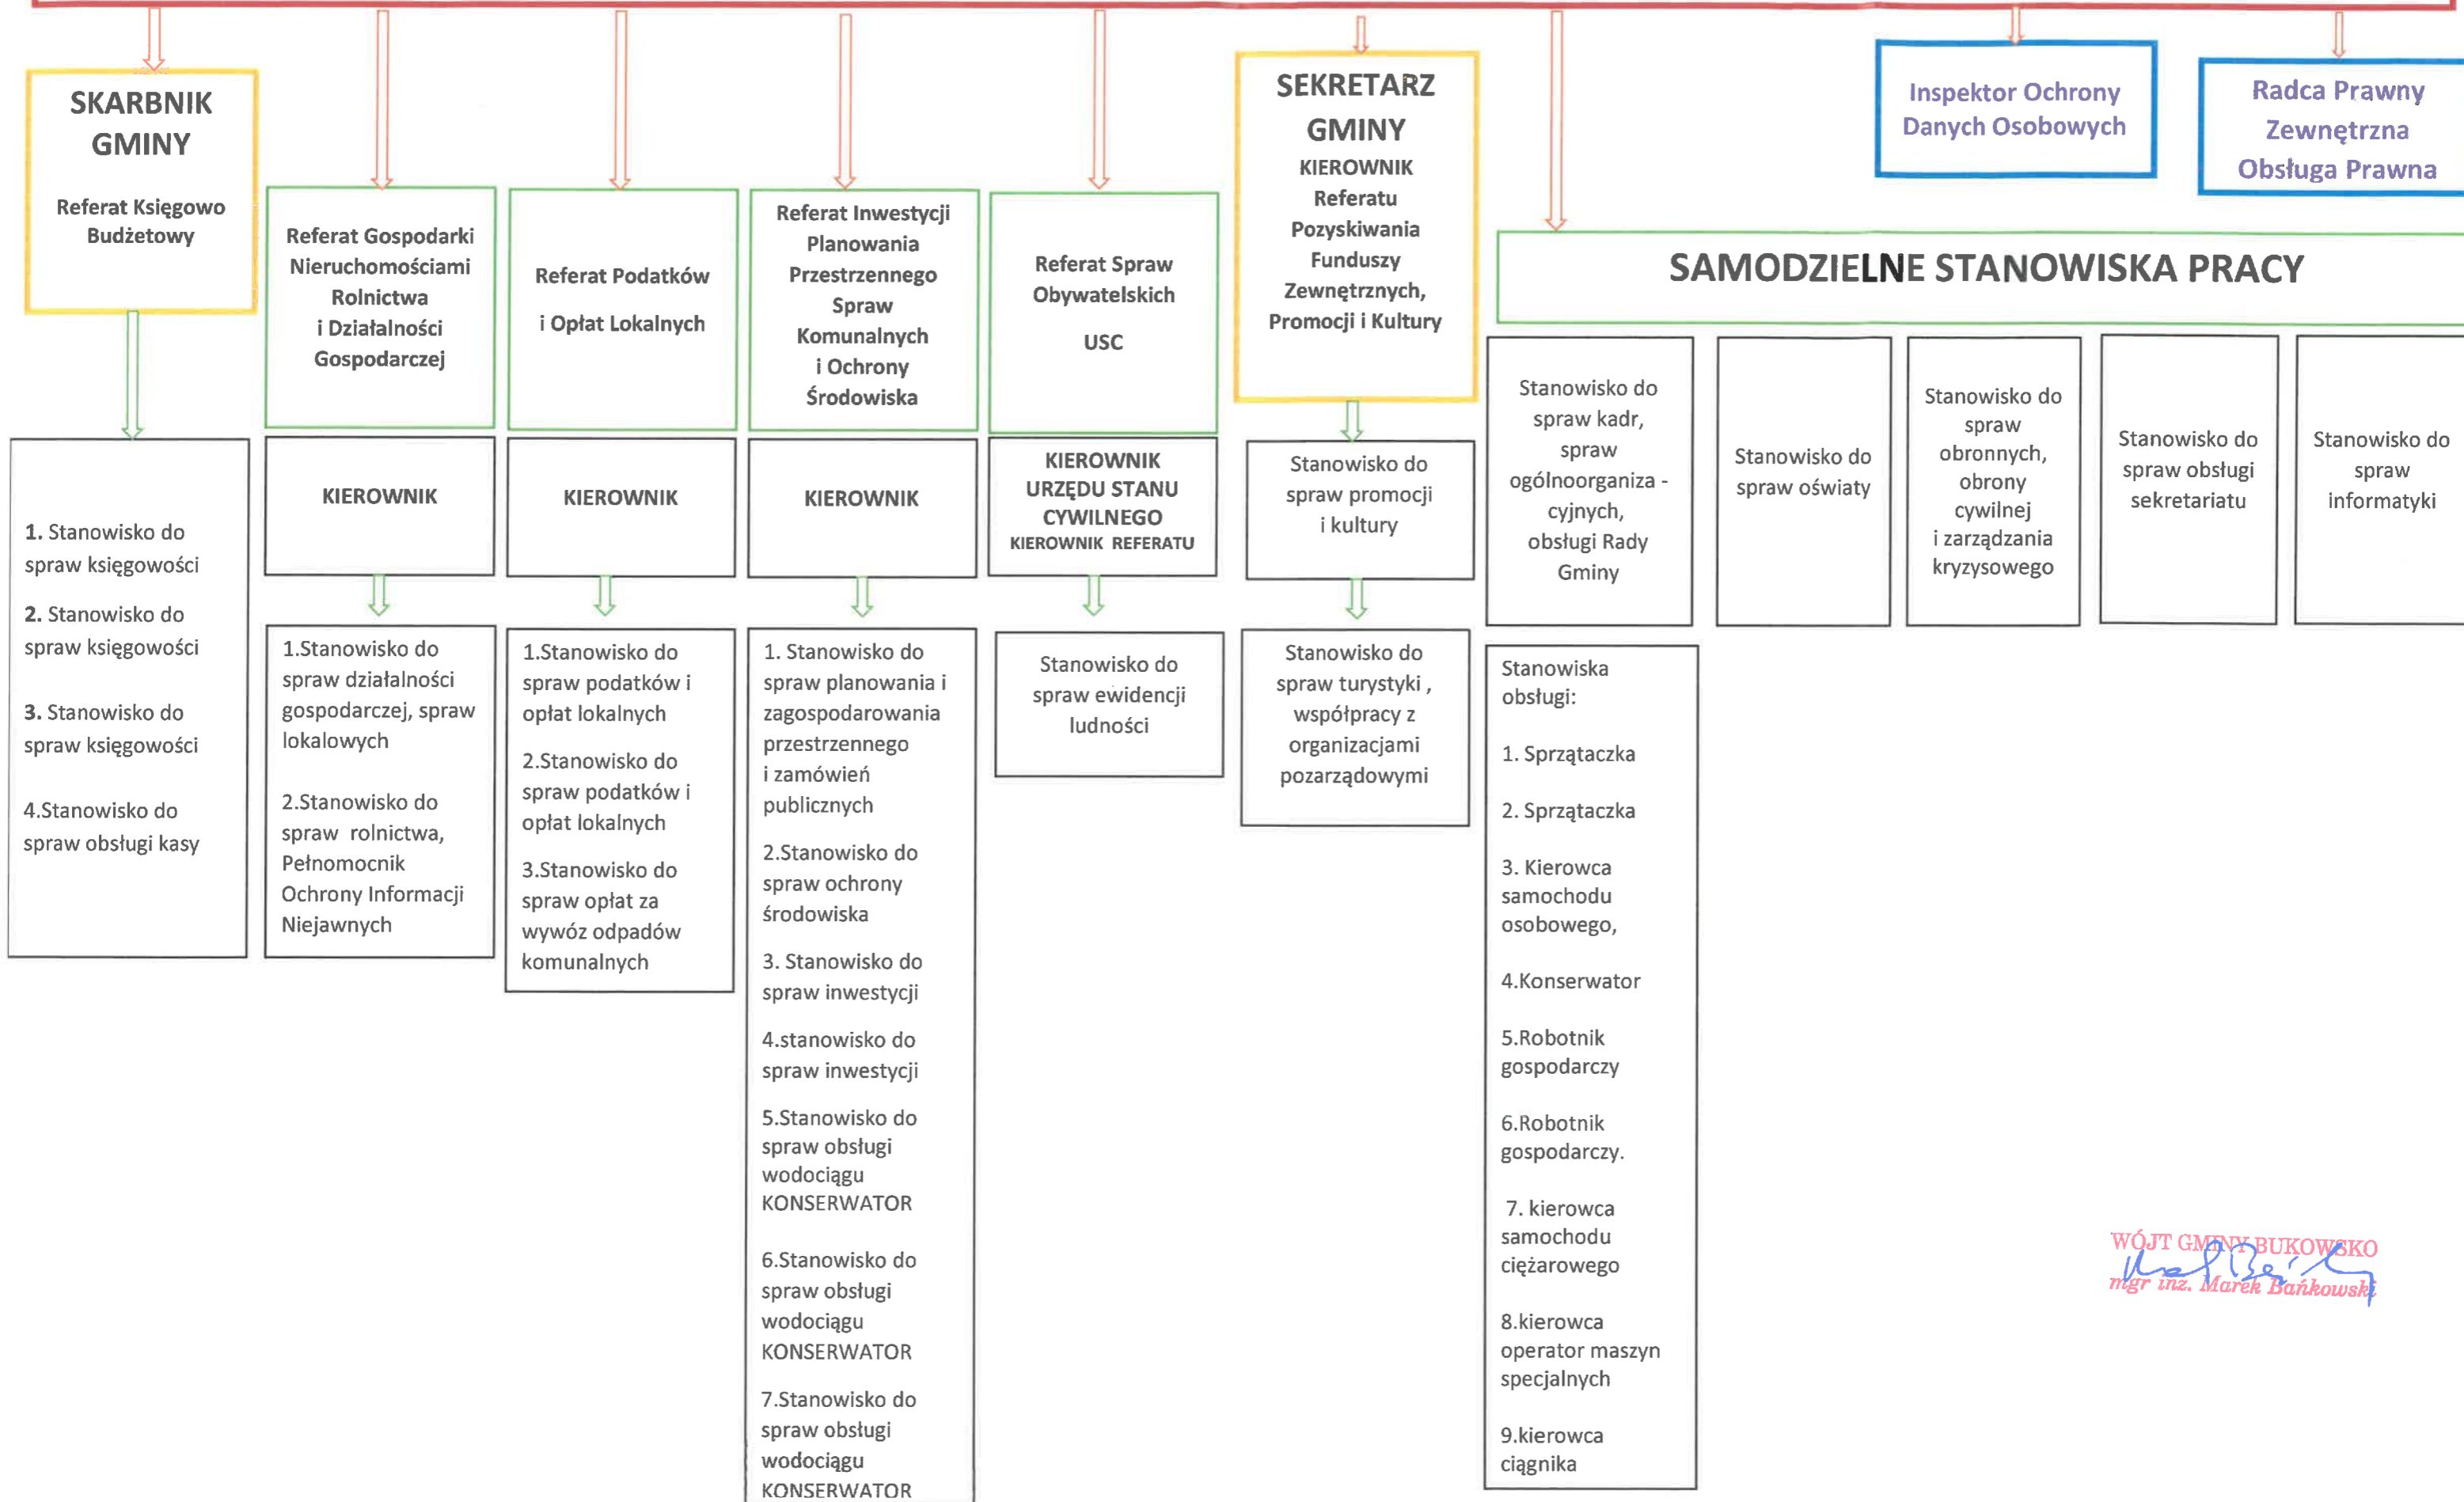 SKARBNIK
GMINY
Referat Księgowo
Budżetowy
1. Stanowisko do
spraw księgowości
2. Stanowisko do
spraw księgowości
3. Stanowisko do
spraw księgowości
4.Stanowisko do
spraw obsługi kasy
Referat Gospodarki
Nieruchomościami
Rolnictwa
i Działalności
Gospodarczej
KIEROWNIK
1.Stanowisko do
spraw działalności
gospodarczej, spraw
lokalowych
2.Stanowisko do
spraw rolnictwa,
Pełnomocnik
Ochrony Informacji
Niejawnych
Referat Podatków
i Opłat Lokalnych
KIEROWNIK
1.Stanowisko do
spraw podatków i
opłat lokalnych
2.Stanowisko do
spraw podatków i
opłat lokalnych
3.Stanowisko do
spraw opłat za
wywóz odpadów
komunalnych
Referat Inwestycji
Planowania
Przestrzennego
Spraw
Komunalnych
i Ochrony
Środowiska
KIEROWNIK
1. Stanowisko do
spraw planowania i
zagospodarowania
przestrzennego
i zamówień
publicznych
2.Stanowisko do
spraw ochrony
środowiska
3. Stanowisko do
spraw inwestycji
4.stanowisko do
spraw inwestycji
5.Stanowisko do
spraw obsługi
wodociągu
KONSERWATOR
6.Stanowisko do
spraw obsługi
wodociągu
KONSERWATOR
7.Stanowisko do
spraw obsługi
wodociągu
KONSERWATOR
Referat Spraw
Obywatelskich
USC
KIEROWNIK
URZĘDU STANU
CYWILNEGO
KIEROWNIK REFERATU
Stanowisko do
spraw ewidencji
ludności
SEKRETARZ
GMINY
KIEROWNIK
Referatu
Pozyskiwania
Funduszy
Zewnętrznych,
Promocji i Kultury
Stanowisko do
spraw promocji
i kultury
Stanowisko do
spraw turystyki ,
współpracy z
organizacjami
pozarządowymi
Inspektor Ochrony
Danych Osobowych
Radca Prawny
Zewnętrzna
Obsługa Prawna
SAMODZIELNE STANOWISKA PRACY
Stanowisko do
spraw kadr,
spraw
ogólnoorganiza -
cyjnych,
obsługi Rady
Gminy
Stanowisko do
spraw oświaty
Stanowisko do
spraw
obronnych,
obrony
cywilnej
i zarządzania
kryzysowego
Stanowisko do
spraw obsługi
sekretariatu
Stanowisko do
spraw
informatyki
Stanowiska
obsługi:
1. Sprzątaczka
2. Sprzątaczka
3. Kierowca
samochodu
osobowego,
4.Konserwator
5.Robotnik
gospodarczy
6.Robotnik
gospodarczy.
7. kierowca
samochodu
ciężarowego
8.kierowca
operator maszyn
specjalnych
9.kierowca
ciągnika
WÓJT GMINY BUKOWSKO
mgr inż. Marek Bańkowski